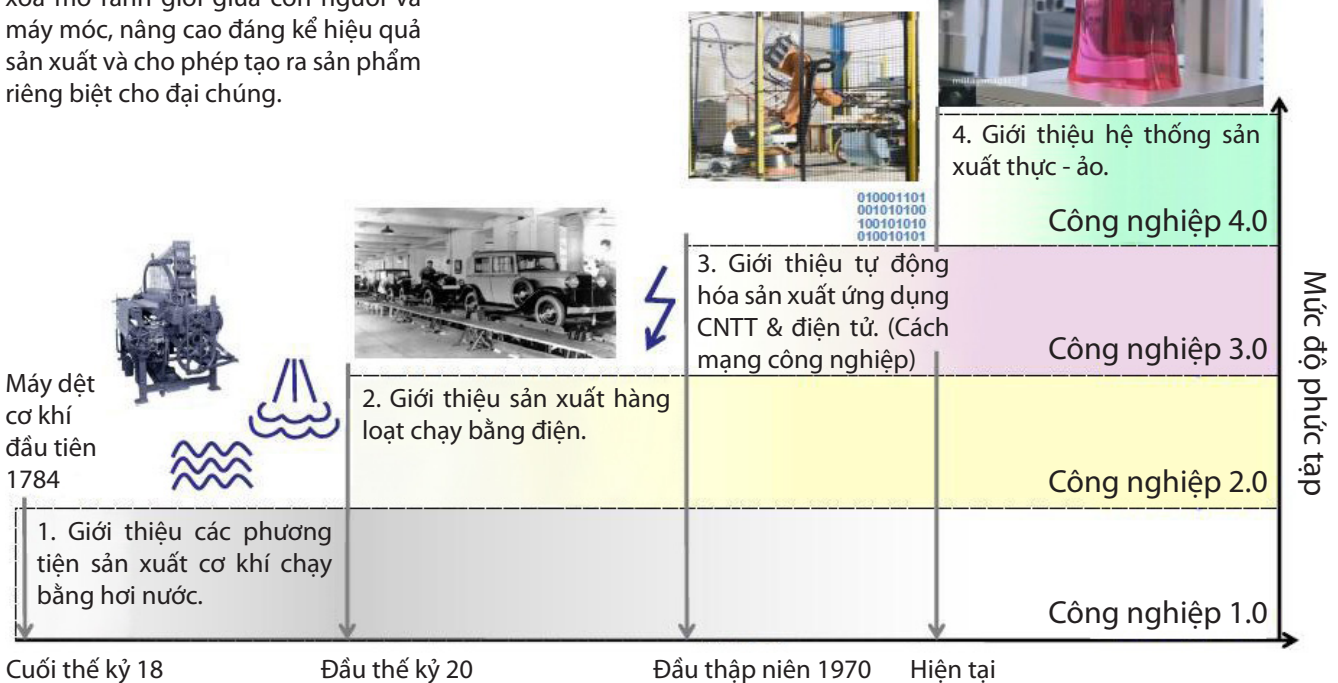 xóa mờ ranh giới giữa con người và
máy móc, nâng cao đáng kể hiệu quả
sản xuất và cho phép tạo ra sản phẩm
riêng biệt cho đại chúng.
4. Giới thiệu hệ thống sản
xuất thực - ảo.
Công nghiệp 4.0
010001101
001010100
100101010
010010101
3. Giới thiệu tự động
hóa sản xuất ứng dụng
CNTT & điện tử. (Cách
mạng công nghiệp)
Công nghiệp 3.0
Máy dệt
cơ khí
đầu tiên
1784
2. Giới thiệu sản xuất hàng
loạt chạy bằng điện.
Công nghiệp 2.0
1. Giới thiệu các phương
tiện sản xuất cơ khí chạy
bằng hơi nước.
Công nghiệp 1.0
Mức độ phức tạp
Cuối thế kỷ 18
Đầu thế kỷ 20
Đầu thập niên 1970
Hiện tại